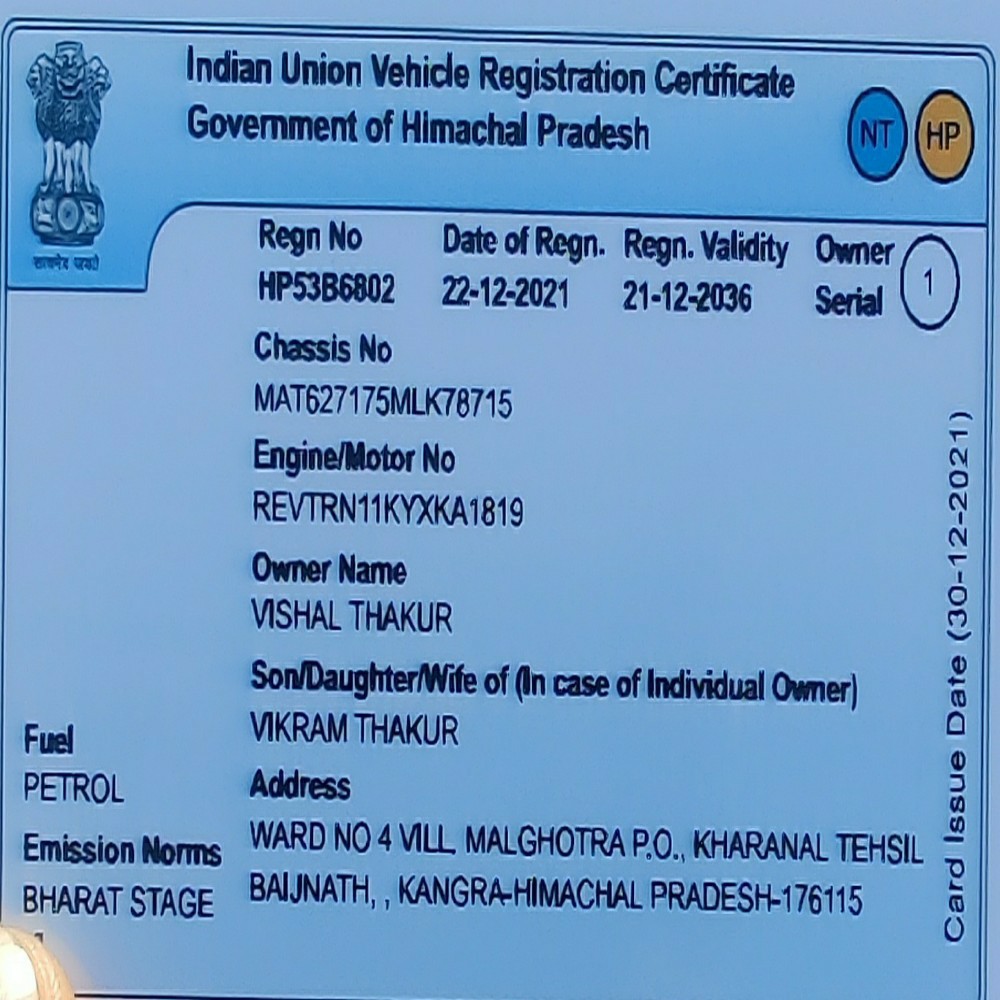 Indian Union Vehicle Registration Certificate
Government of Himachal Pradesh
NT HP
Regn No Date of Regn. Regn. Validity Owner Serial 1
HP53B6802 22-12-2021 21-12-2036
Chassis No
MAT627175MLK78715
Engine/Motor No
REVTRN11KYXKA1819
Owner Name
VISHAL THAKUR
Son/Daughter/Wife of (In case of Individual Owner)
VIKRAM THAKUR
Fuel
PETROL
Address
WARD NO 4 VILL MALGHOTRA P.O., KHARANAL TEHSIL
BAIJNATH, , KANGRA-HIMACHAL PRADESH-176115
Emission Norms
BHARAT STAGE
Card Issue Date (30-12-2021)